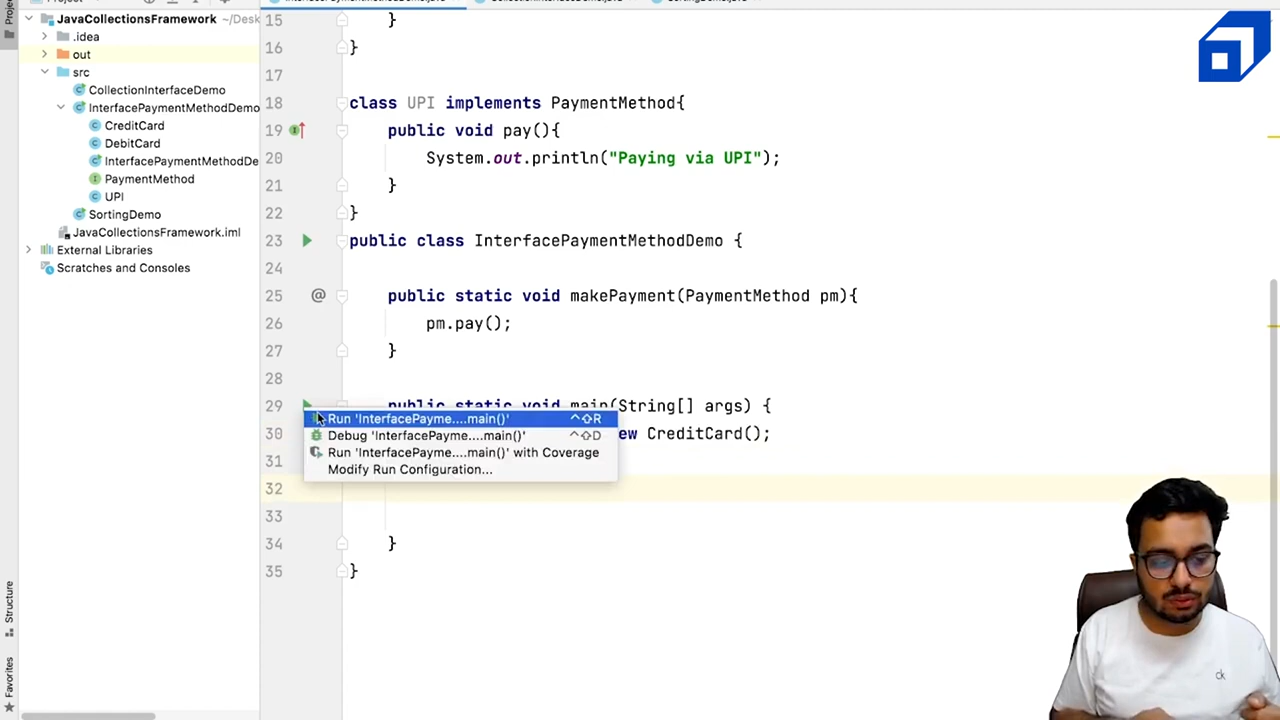 JavaCollectionsFramework ~/Desk
.idea
out
src
CollectionInterfaceDemo
InterfacePaymentMethodDemo
CreditCard
DebitCard
InterfacePaymentMethodDe
PaymentMethod
UPI
SortingDemo
JavaCollectionsFramework.iml
External Libraries
Scratches and Consoles
Structure
Favorites
15 }
16 }
17
18 class UPI implements PaymentMethod{
19 public void pay(){
20 System.out.println("Paying via UPI");
21 }
22 }
23 public class InterfacePaymentMethodDemo {
24
25 @ public static void makePayment(PaymentMethod pm){
26 pm.pay();
27 }
28
29 public static void main(String[] args) {
Run 'InterfacePayme....main()' ^⇧R
30 ew CreditCard();
Debug 'InterfacePayme....main()' ^⇧D
31 Run 'InterfacePayme....main()' with Coverage
Modify Run Configuration...
32
33
34 }
35 }
ck